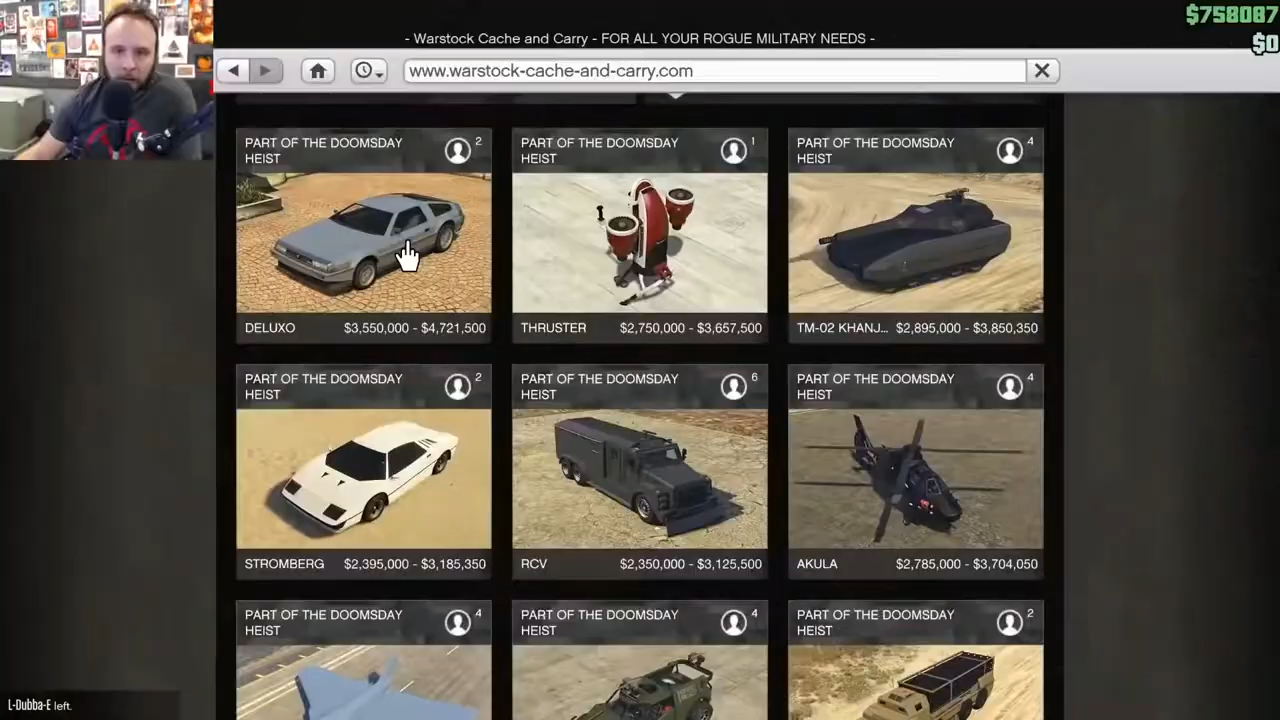 $758087
$0
- Warstock Cache and Carry - FOR ALL YOUR ROGUE MILITARY NEEDS -
www.warstock-cache-and-carry.com
PART OF THE DOOMSDAY
HEIST
2
DELUXO $3,550,000 - $4,721,500
PART OF THE DOOMSDAY
HEIST
1
THRUSTER $2,750,000 - $3,657,500
PART OF THE DOOMSDAY
HEIST
4
TM-02 KHANJ... $2,895,000 - $3,850,350
PART OF THE DOOMSDAY
HEIST
2
STROMBERG $2,395,000 - $3,185,350
PART OF THE DOOMSDAY
HEIST
6
RCV $2,350,000 - $3,125,500
PART OF THE DOOMSDAY
HEIST
4
AKULA $2,785,000 - $3,704,050
PART OF THE DOOMSDAY
HEIST
4
PART OF THE DOOMSDAY
HEIST
4
PART OF THE DOOMSDAY
HEIST
2
L-Dubba-E left.